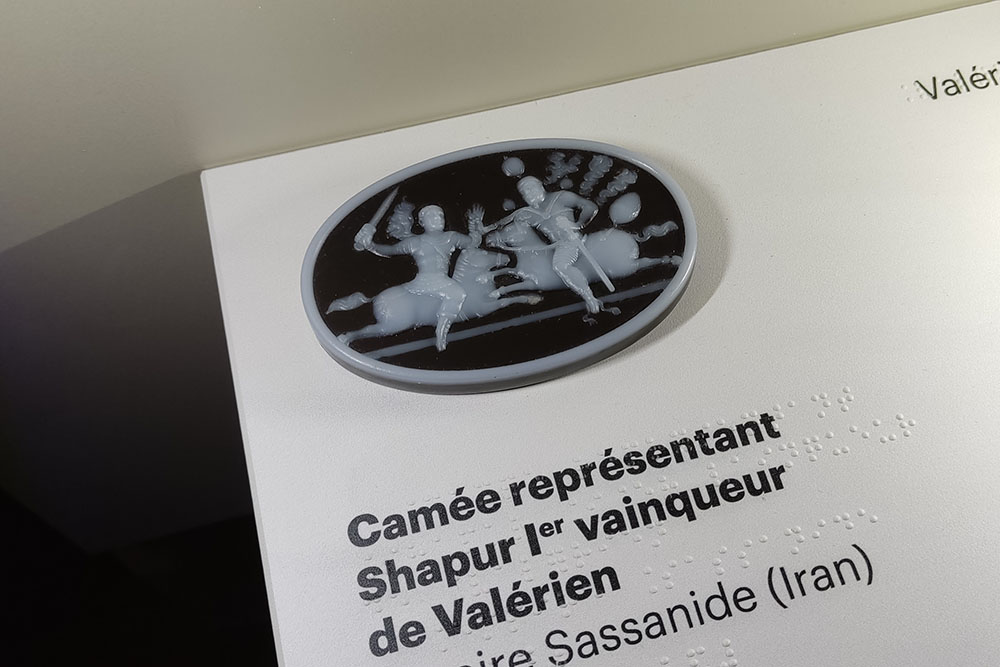 Valéri
Camée représentant
Shapur Ier vainqueur
de Valérien
Sassanide (Iran)